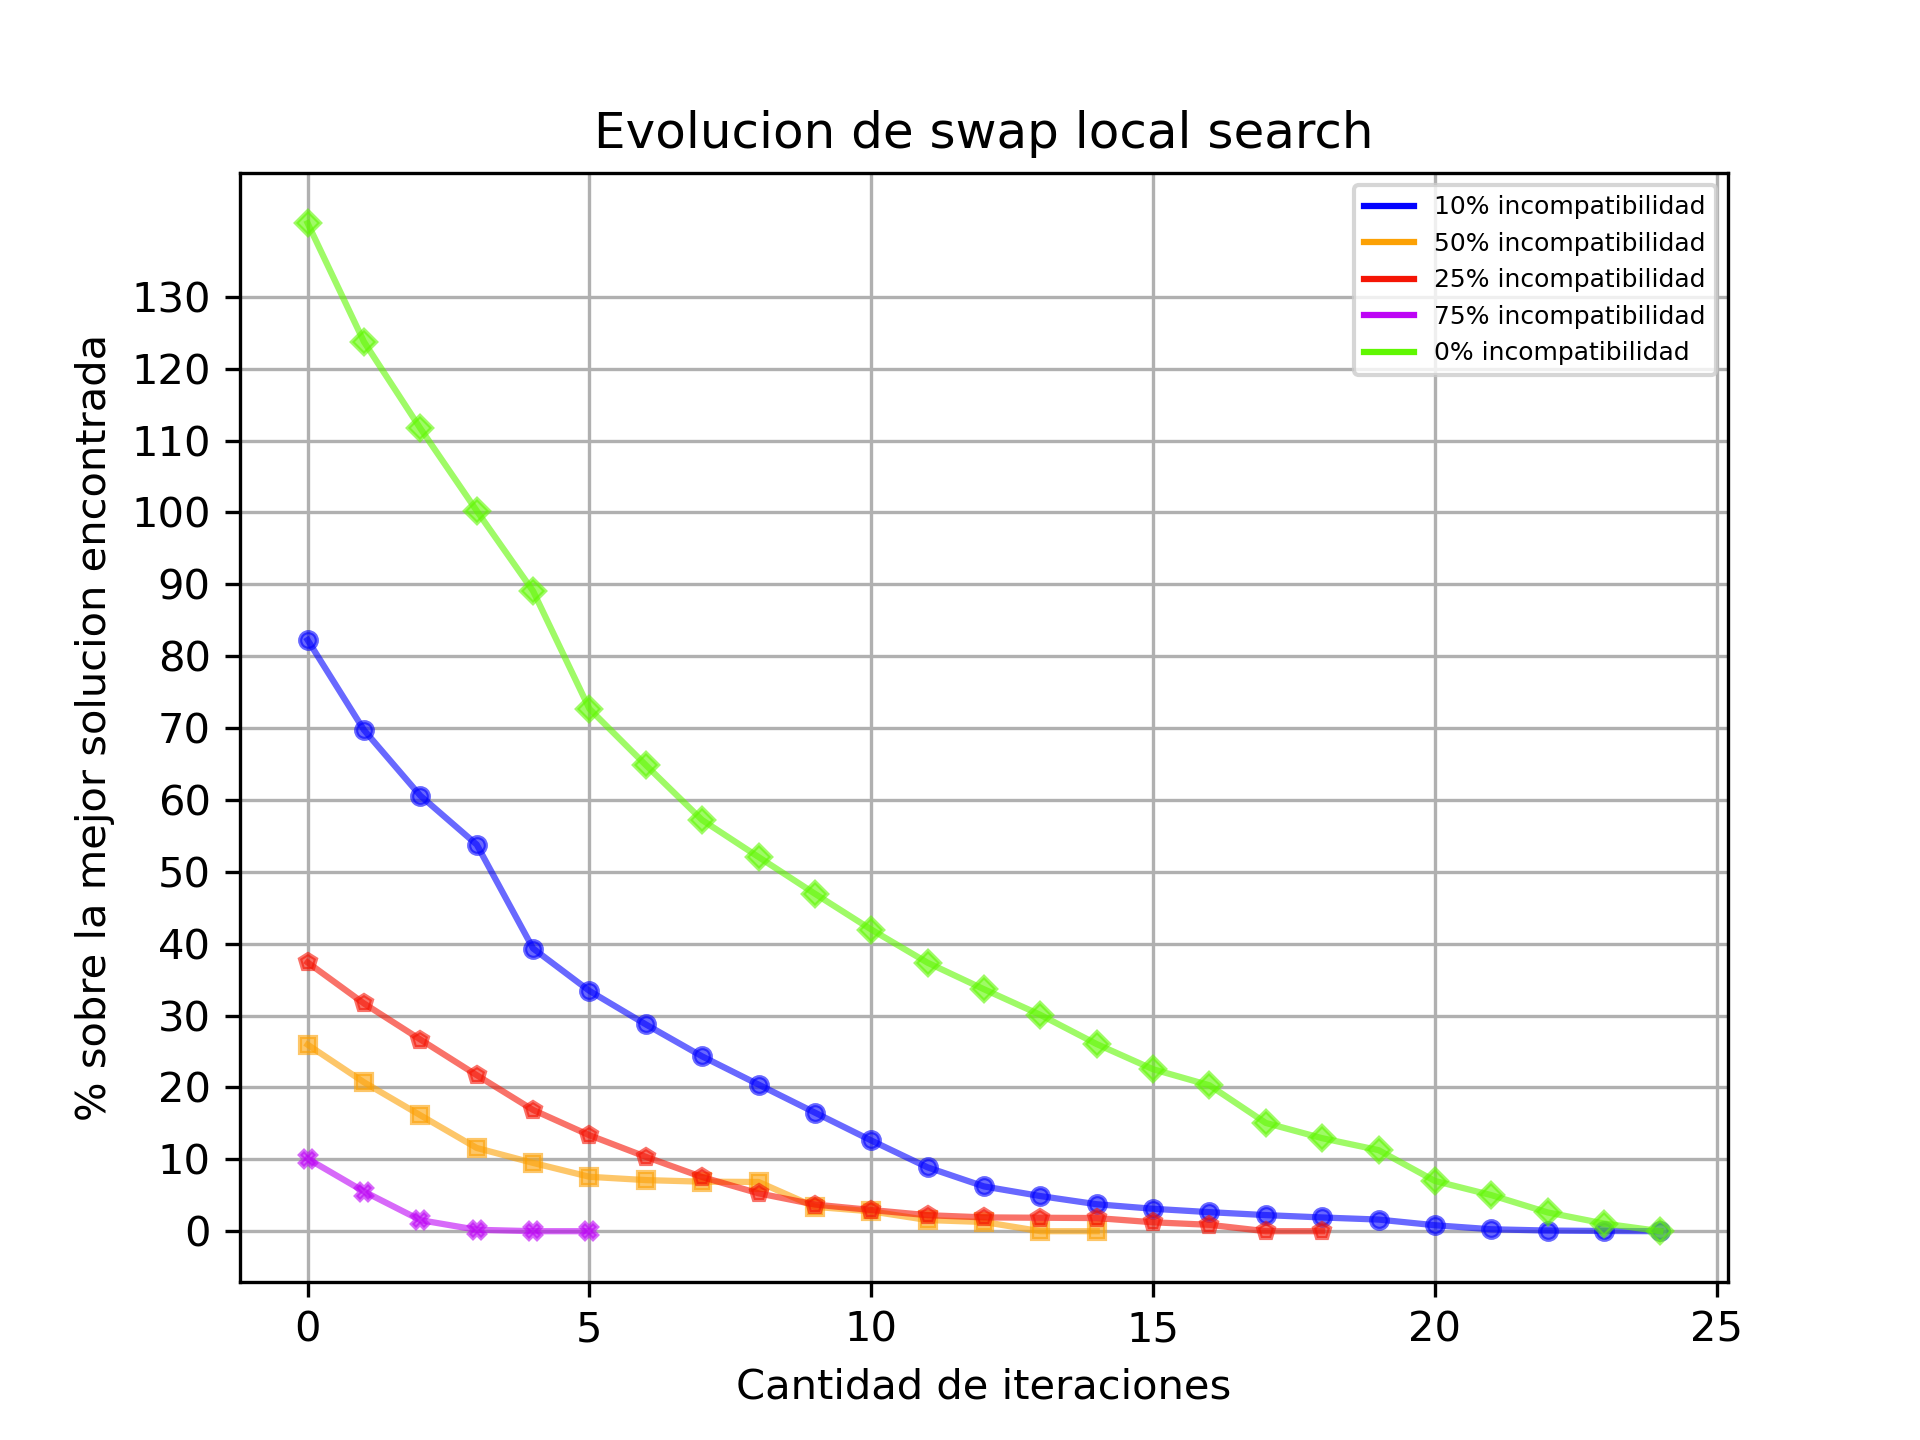 Evolucion de swap local search
10% incompatibilidad
50% incompatibilidad
25% incompatibilidad
75% incompatibilidad
0% incompatibilidad
% sobre la mejor solucion encontrada
130
120
110
100
90
80
70
60
50
40
30
20
10
0
0 5 10 15 20 25
Cantidad de iteraciones